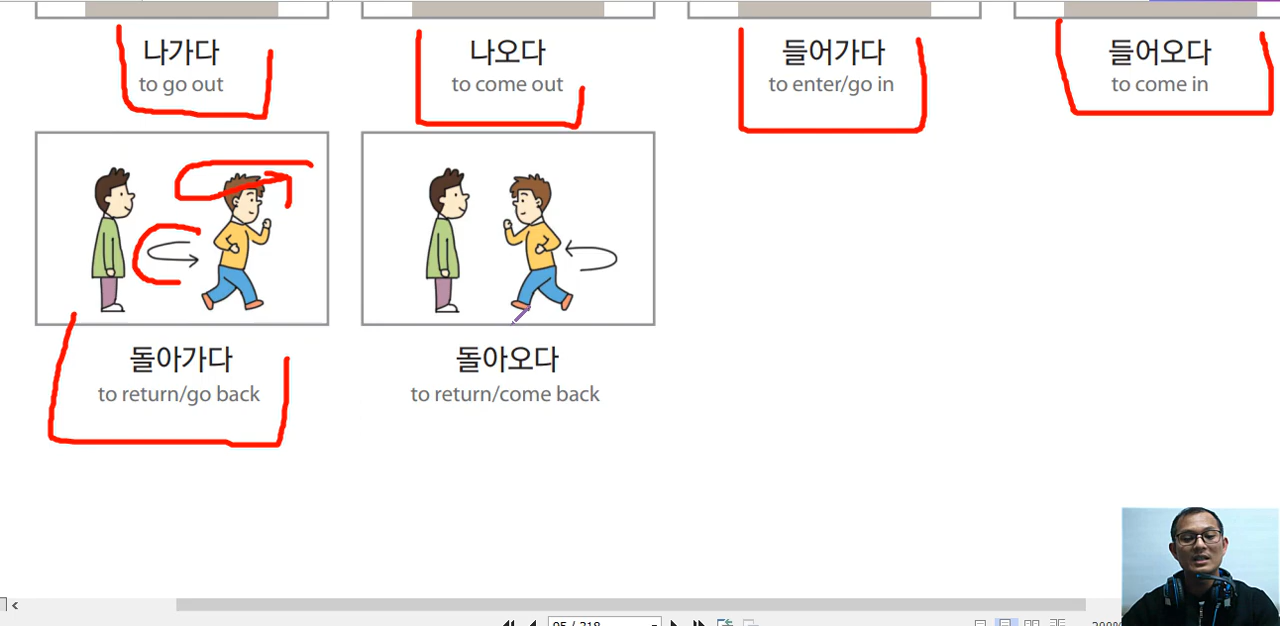 나가다
to go out
나오다
to come out
들어가다
to enter/go in
들어오다
to come in
돌아가다
to return/go back
돌아오다
to return/come back